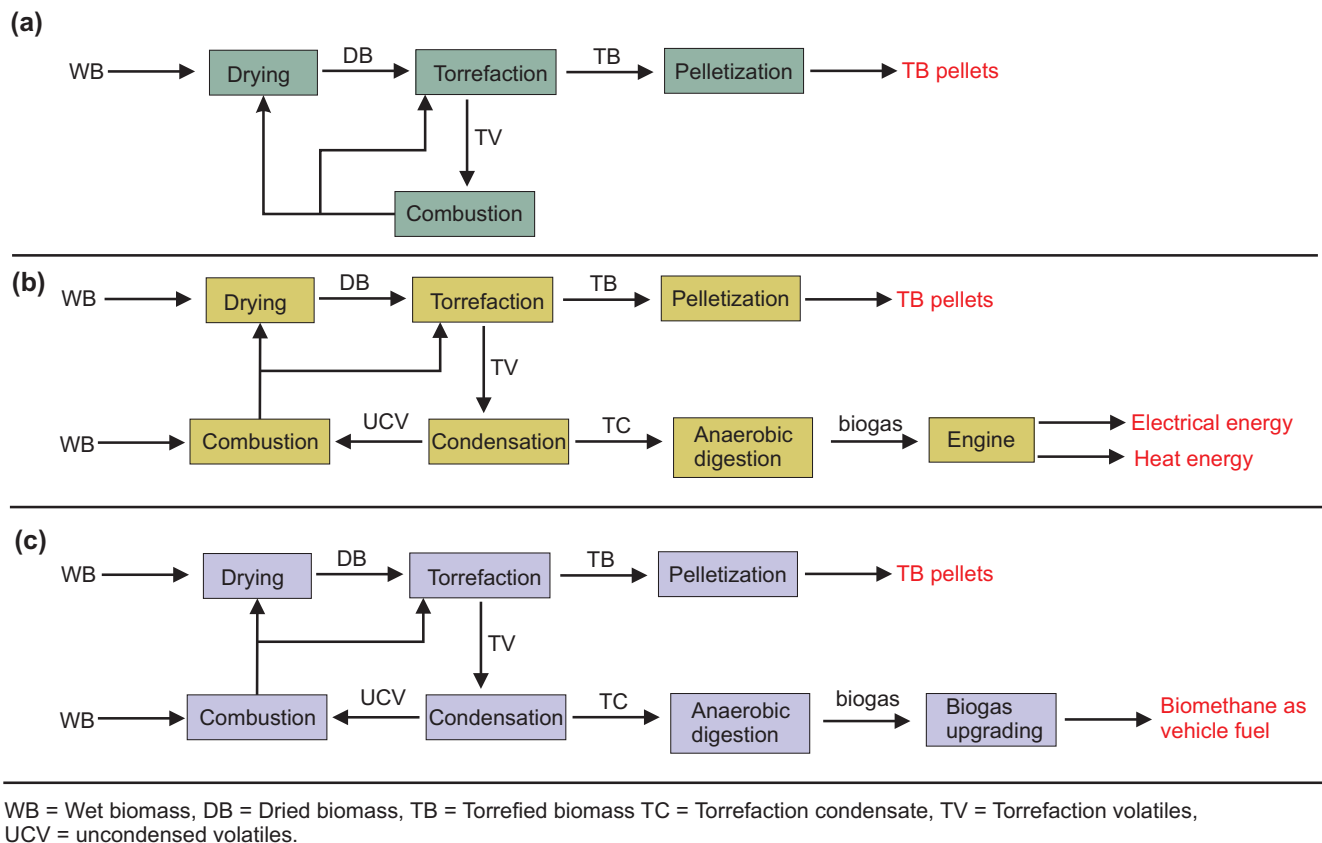 (a)
WB
Drying
DB
Torrefaction
TB
Pelletization
TB pellets
TV
Combustion
(b)
WB
Drying
DB
Torrefaction
TB
Pelletization
TB pellets
TV
WB
Combustion
UCV
Condensation
TC
Anaerobic
digestion
biogas
Engine
Electrical energy
Heat energy
(c)
WB
Drying
DB
Torrefaction
TB
Pelletization
TB pellets
TV
WB
Combustion
UCV
Condensation
TC
Anaerobic
digestion
biogas
Biogas
upgrading
Biomethane as
vehicle fuel
WB = Wet biomass, DB = Dried biomass, TB = Torrefied biomass TC = Torrefaction condensate, TV = Torrefaction volatiles,
UCV = uncondensed volatiles.